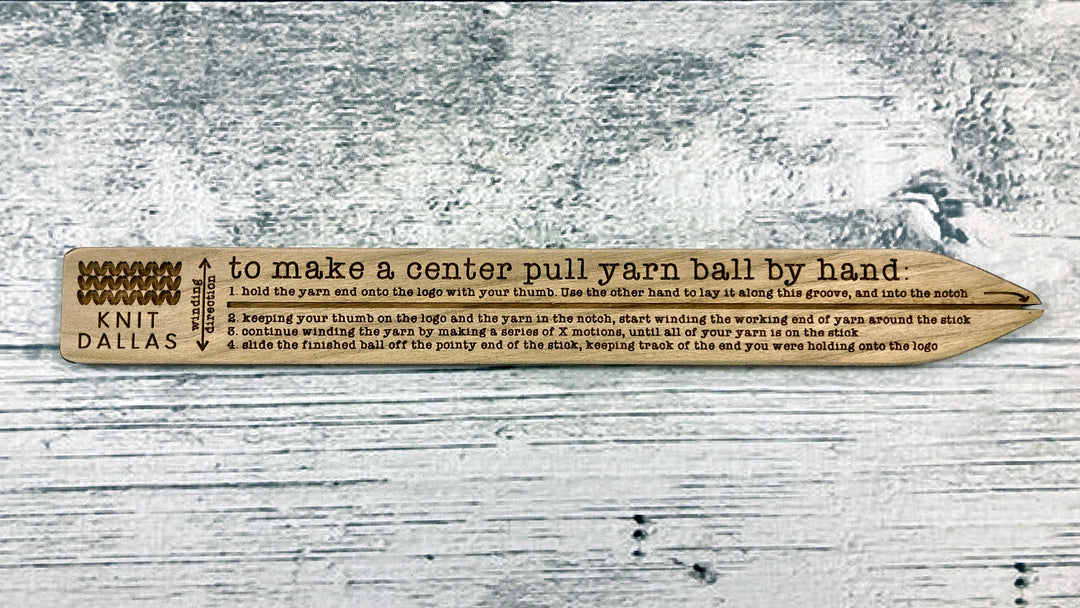 KNIT
DALLAS
winding
direction
to make a center pull yarn ball by hand:
1. hold the yarn end onto the logo with your thumb. Use the other hand to lay it along this groove, and into the notch
2. keeping your thumb on the logo and the yarn in the notch, start winding the working end of yarn around the stick
3. continue winding the yarn by making a series of X motions, until all of your yarn is on the stick
4. slide the finished ball off the pointy end of the stick, keeping track of the end you were holding onto the logo